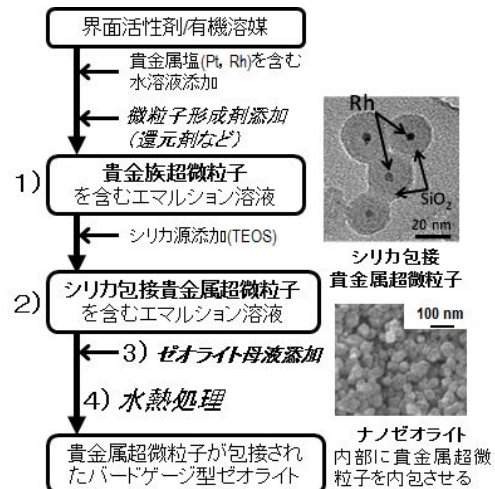 界面活性剤/有機溶媒
貴金属塩(Pt, Rh)を含む
水溶液添加
微粒子形成剤添加
(還元剤など)
1)
貴金族超微粒子
を含むエマルション溶液
シリカ源添加(TEOS)
2)
シリカ包接貴金属超微粒子
を含むエマルション溶液
3) ゼオライト母液添加
4) 水熱処理
貴金属超微粒子が包接され
たバードゲージ型ゼオライト
Rh
SiO2
20 nm
シリカ包接
貴金属超微粒子
100 nm
ナノゼオライト
内部に貴金属超微
粒子を内包させる